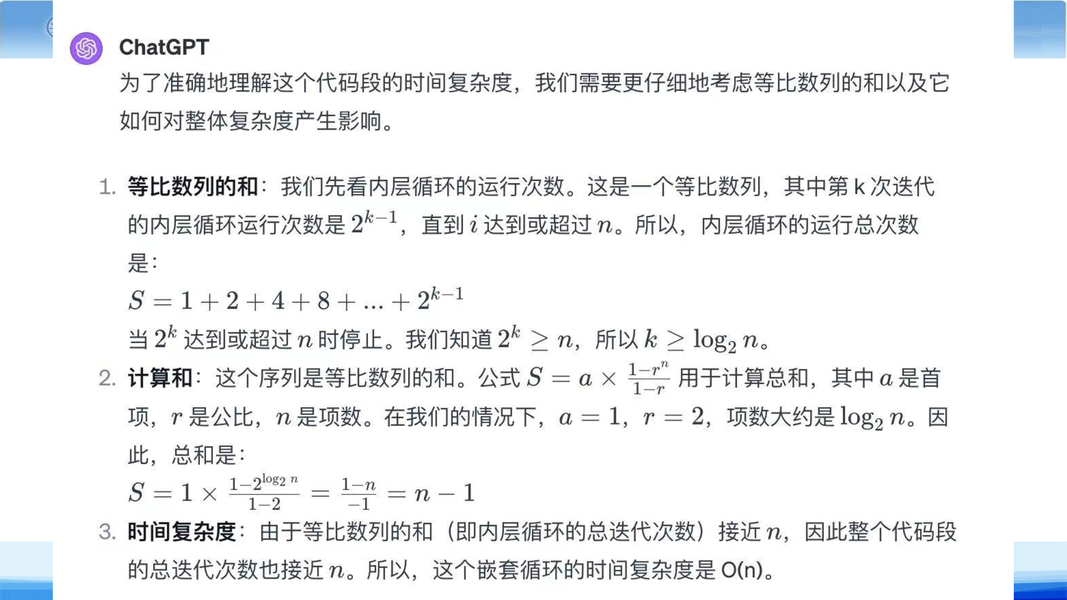 ChatGPT
为了准确地理解这个代码段的时间复杂度，我们需要更仔细地考虑等比数列的和以及它
如何对整体复杂度产生影响。
1. 等比数列的和：我们先看内层循环的运行次数。这是一个等比数列，其中第 k 次迭代
的内层循环运行次数是 2^{k−1}，直到 i 达到或超过 n。所以，内层循环的运行总次数
是：
S = 1 + 2 + 4 + 8 + ... + 2^{k−1}
当 2^k 达到或超过 n 时停止。我们知道 2^k ≥ n，所以 k ≥ log₂ n。
2. 计算和：这个序列是等比数列的和。公式 S = a × \frac{1−r^n}{1−r} 用于计算总和，其中 a 是首
项，r 是公比，n 是项数。在我们的情况下，a = 1，r = 2，项数大约是 log₂ n。因
此，总和是：
S = 1 × \frac{1−2^{log₂ n}}{1−2} = \frac{1−n}{−1} = n − 1
3. 时间复杂度：由于等比数列的和（即内层循环的总迭代次数）接近 n，因此整个代码段
的总迭代次数也接近 n。所以，这个嵌套循环的时间复杂度是 O(n)。